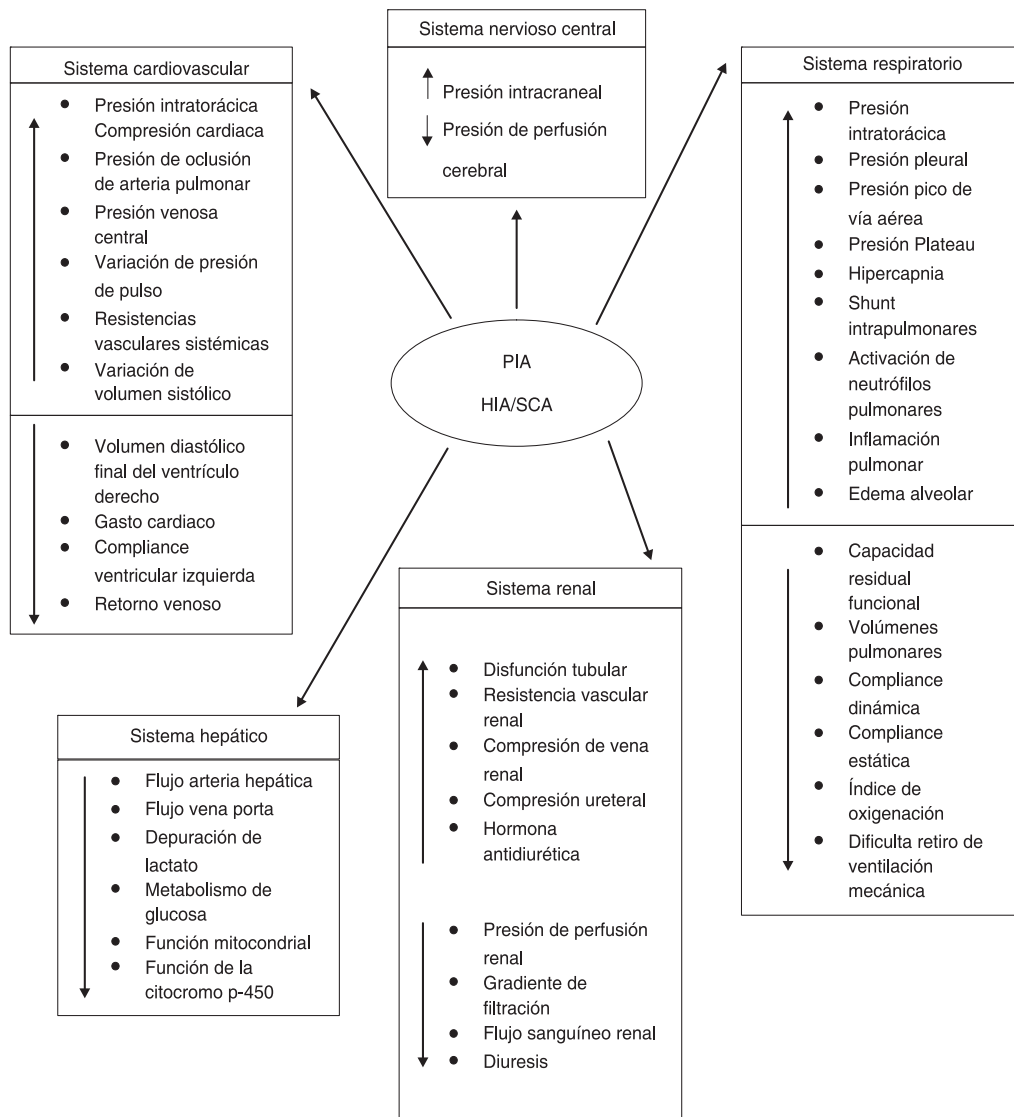 Sistema nervioso central
Presión intracraneal
Presión de perfusión
cerebral
Sistema cardiovascular
Presión intratorácica
Compresión cardiaca
Presión de oclusión
de arteria pulmonar
Presión venosa
central
Variación de presión
de pulso
Resistencias
vasculares sistémicas
Variación de
volumen sistólico
Volumen diastólico
final del ventrículo
derecho
Gasto cardiaco
Compliance
ventricular izquierda
Retorno venoso
Sistema respiratorio
Presión
intratorácica
Presión pleural
Presión pico de
vía aérea
Presión Plateau
Hipercapnia
Shunt
intrapulmonares
Activación de
neutrófilos
pulmonares
Inflamación
pulmonar
Edema alveolar
Capacidad
residual
funcional
Volúmenes
pulmonares
Compliance
dinámica
Compliance
estática
Índice de
oxigenación
Dificulta retiro de
ventilación
mecánica
PIA
HIA/SCA
Sistema hepático
Flujo arteria hepática
Flujo vena porta
Depuración de
lactato
Metabolismo de
glucosa
Función mitocondrial
Función de la
citocromo p-450
Sistema renal
Disfunción tubular
Resistencia vascular
renal
Compresión de vena
renal
Compresión ureteral
Hormona
antidiurética
Presión de perfusión
renal
Gradiente de
filtración
Flujo sanguíneo renal
Diuresis